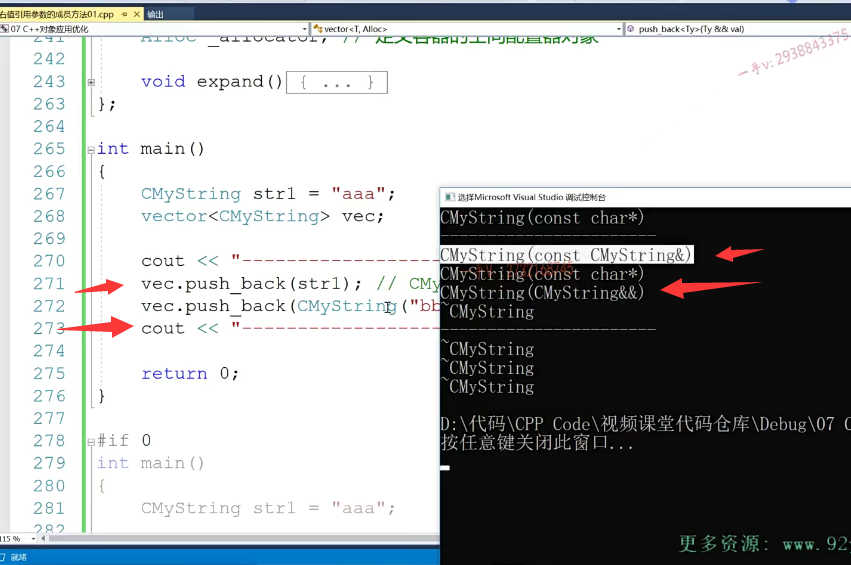 右值引用参数的成员方法01.cpp
输出
07 C++对象应用优化
vector<T, Alloc>
push_back<Ty>(Ty && val)
一手v: 2938843375
241 Alloc _allocator; // 定义容器的空间配置器对象
242
243 void expand() { ... }
263 };
264
265 int main()
266 {
267 CMyString str1 = "aaa";
268 vector<CMyString> vec;
269
270 cout << "--------------------
271 vec.push_back(str1); // CMy
272 vec.push_back(CMyString("bb
273 cout << "--------------------
274
275 return 0;
276 }
277
278 #if 0
279 int main()
280 {
281 CMyString str1 = "aaa";
282
115 %
就绪
选择Microsoft Visual Studio 调试控制台
CMyString(const char*)
-----------------------
CMyString(const CMyString&)
CMyString(const char*)
CMyString(CMyString&&)
~CMyString
-----------------------
~CMyString
~CMyString
~CMyString
D:\代码\CPP Code\视频课堂代码仓库\Debug\07 C
按任意键关闭此窗口...
更多资源: www.92